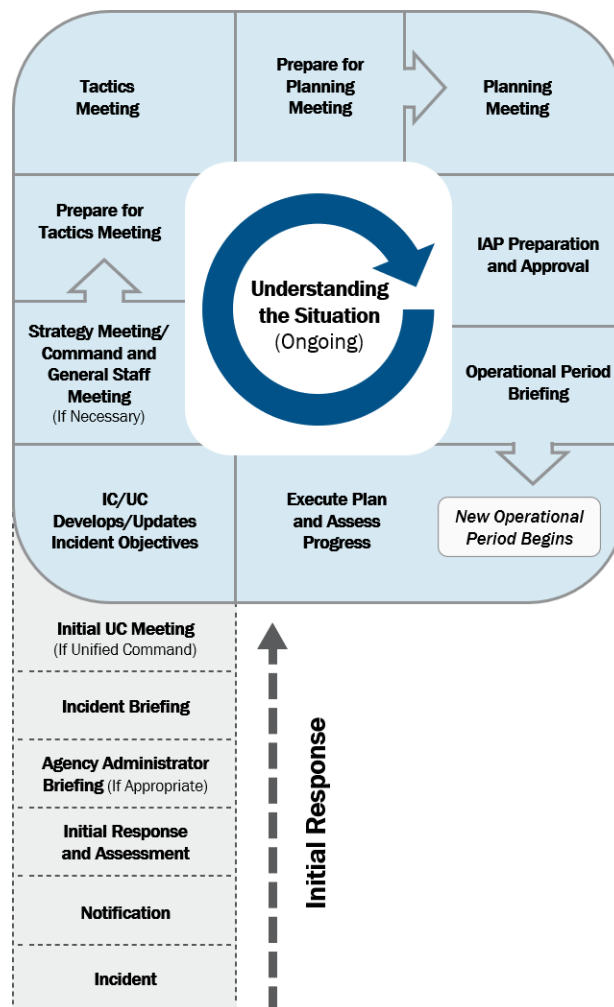 Tactics
Meeting
Prepare for
Planning
Meeting
Planning
Meeting
Prepare for
Tactics Meeting
IAP Preparation
and Approval
Understanding
the Situation
(Ongoing)
Strategy Meeting/
Command and
General Staff
Meeting
(If Necessary)
Operational Period
Briefing
IC/UC
Develops/Updates
Incident Objectives
Execute Plan
and Assess
Progress
New Operational
Period Begins
Initial UC Meeting
(If Unified Command)
Incident Briefing
Agency Administrator
Briefing (If Appropriate)
Initial Response
and Assessment
Notification
Incident
Initial Response